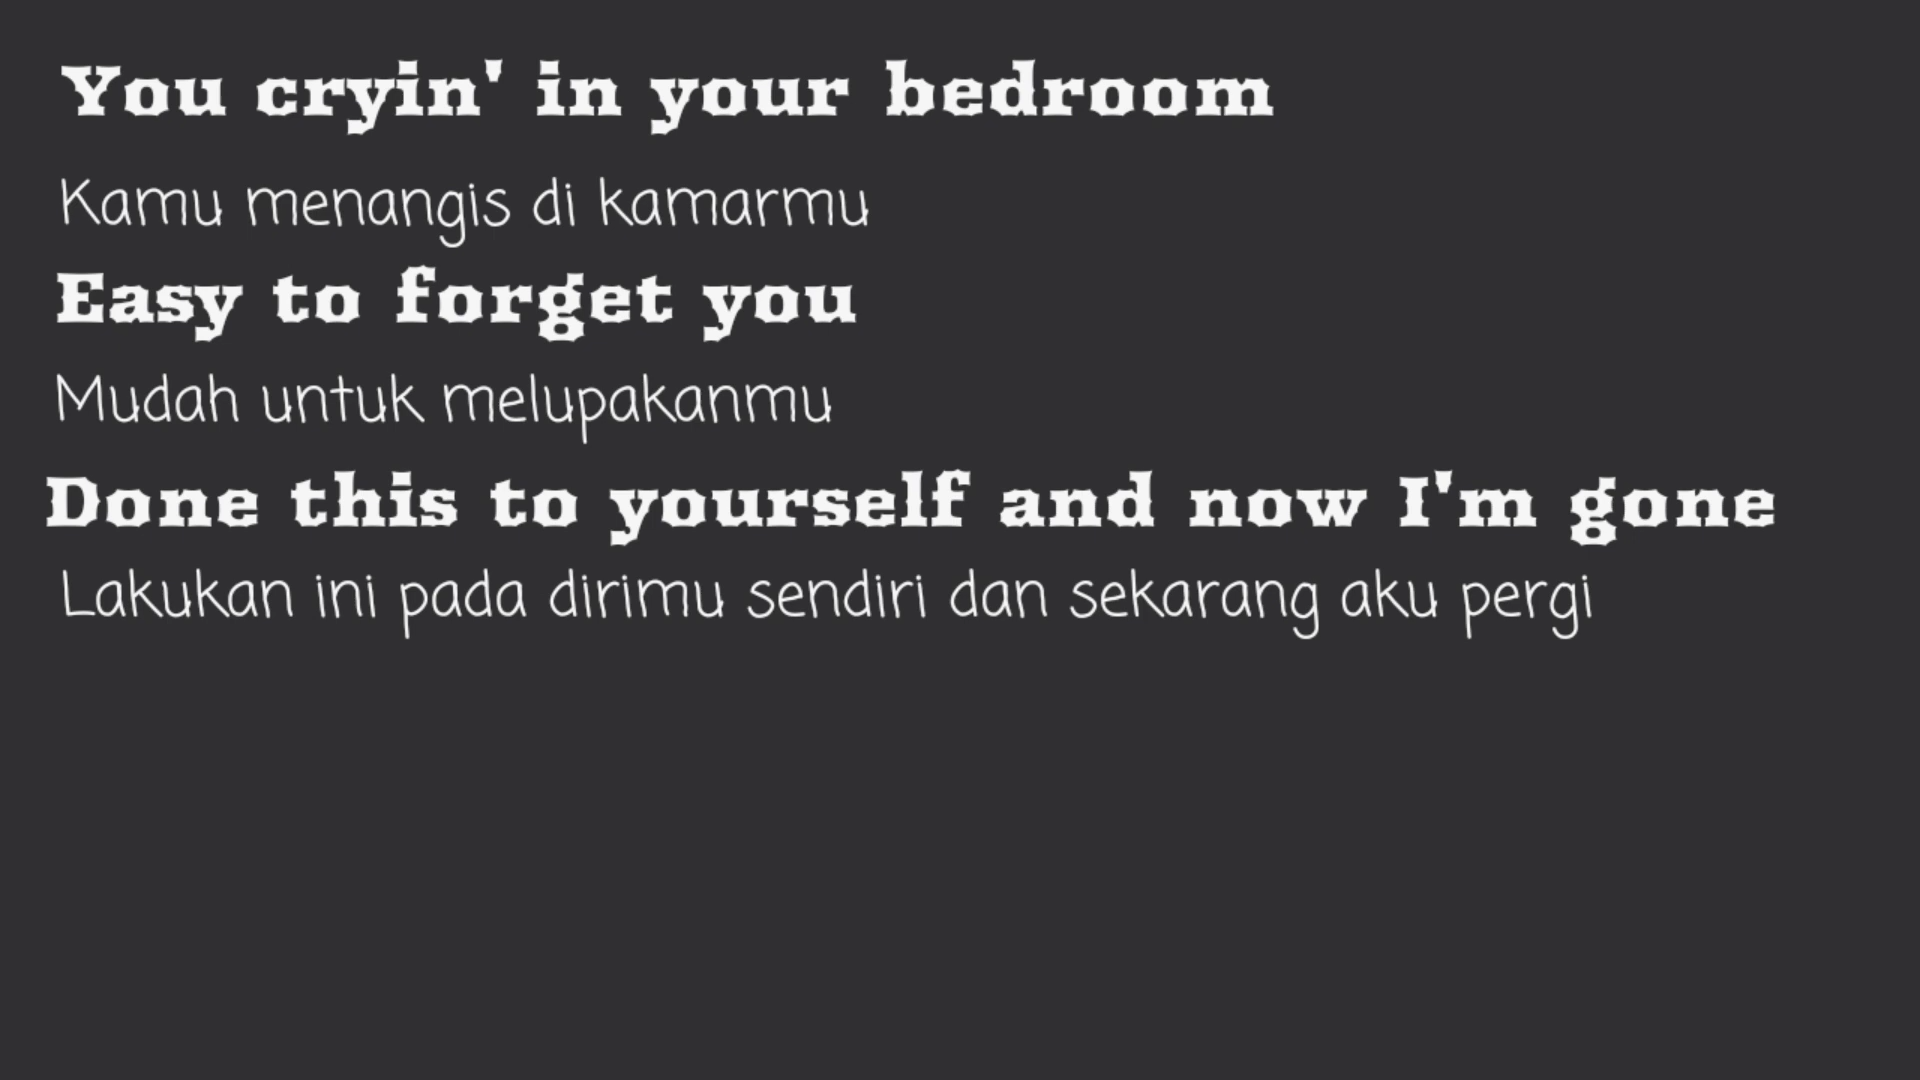 You cryin' in your bedroom
Kamu menangis di kamarmu
Easy to forget you
Mudah untuk melupakanmu
Done this to yourself and now I'm gone
Lakukan ini pada dirimu sendiri dan sekarang aku pergi